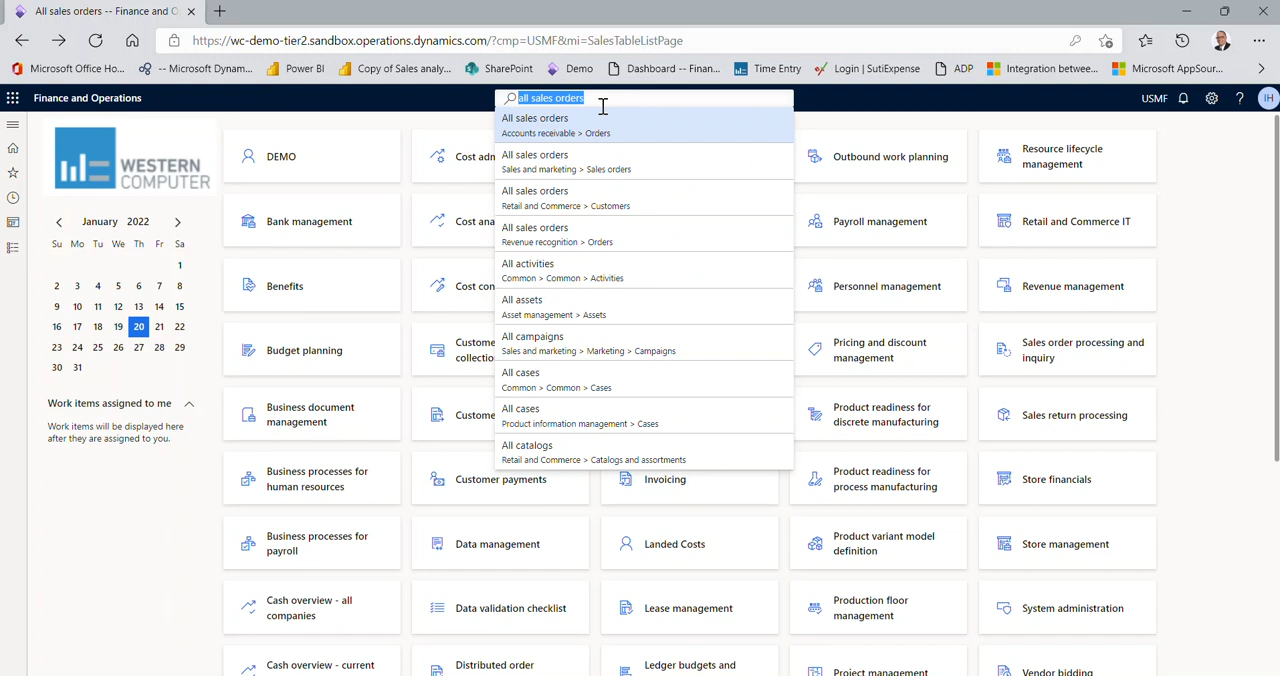 All sales orders -- Finance and O
https://wc-demo-tier2.sandbox.operations.dynamics.com/?cmp=USMF&mi=SalesTableListPage
Microsoft Office Ho...
-- Microsoft Dynam...
Power BI
Copy of Sales analy...
SharePoint
Demo
Dashboard -- Finan...
Time Entry
Login | SutiExpense
ADP
Integration betwee...
Microsoft AppSour...
Finance and Operations
all sales orders
USMF
?
IH
WESTERN
COMPUTER
January 2022
Su Mo Tu We Th Fr Sa
1
2 3 4 5 6 7 8
9 10 11 12 13 14 15
16 17 18 19 20 21 22
23 24 25 26 27 28 29
30 31
Work items assigned to me
Work items will be displayed here
after they are assigned to you.
All sales orders
Accounts receivable > Orders
All sales orders
Sales and marketing > Sales orders
All sales orders
Retail and Commerce > Customers
All sales orders
Revenue recognition > Orders
All activities
Common > Common > Activities
All assets
Asset management > Assets
All campaigns
Sales and marketing > Marketing > Campaigns
All cases
Common > Common > Cases
All cases
Product information management > Cases
All catalogs
Retail and Commerce > Catalogs and assortments
DEMO
Bank management
Benefits
Budget planning
Business document
management
Business processes for
human resources
Business processes for
payroll
Cash overview - all
companies
Cash overview - current
Cost adm
Cost ana
Cost con
Custome
collectio
Custome
Customer payments
Data management
Data validation checklist
Distributed order
Invoicing
Landed Costs
Lease management
Ledger budgets and
Outbound work planning
Payroll management
Personnel management
Pricing and discount
management
Product readiness for
discrete manufacturing
Product readiness for
process manufacturing
Product variant model
definition
Production floor
management
Project management
Resource lifecycle
management
Retail and Commerce IT
Revenue management
Sales order processing and
inquiry
Sales return processing
Store financials
Store management
System administration
Vendor bidding